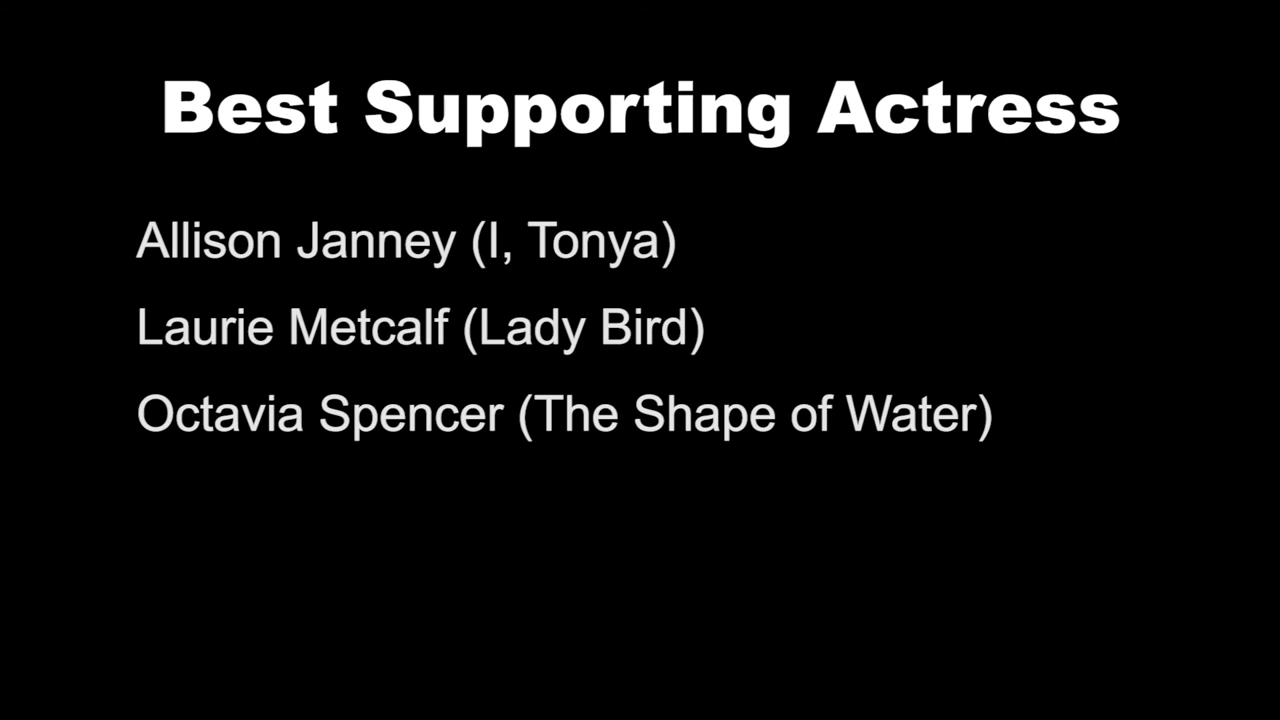 Best Supporting Actress
Allison Janney (I, Tonya)
Laurie Metcalf (Lady Bird)
Octavia Spencer (The Shape of Water)